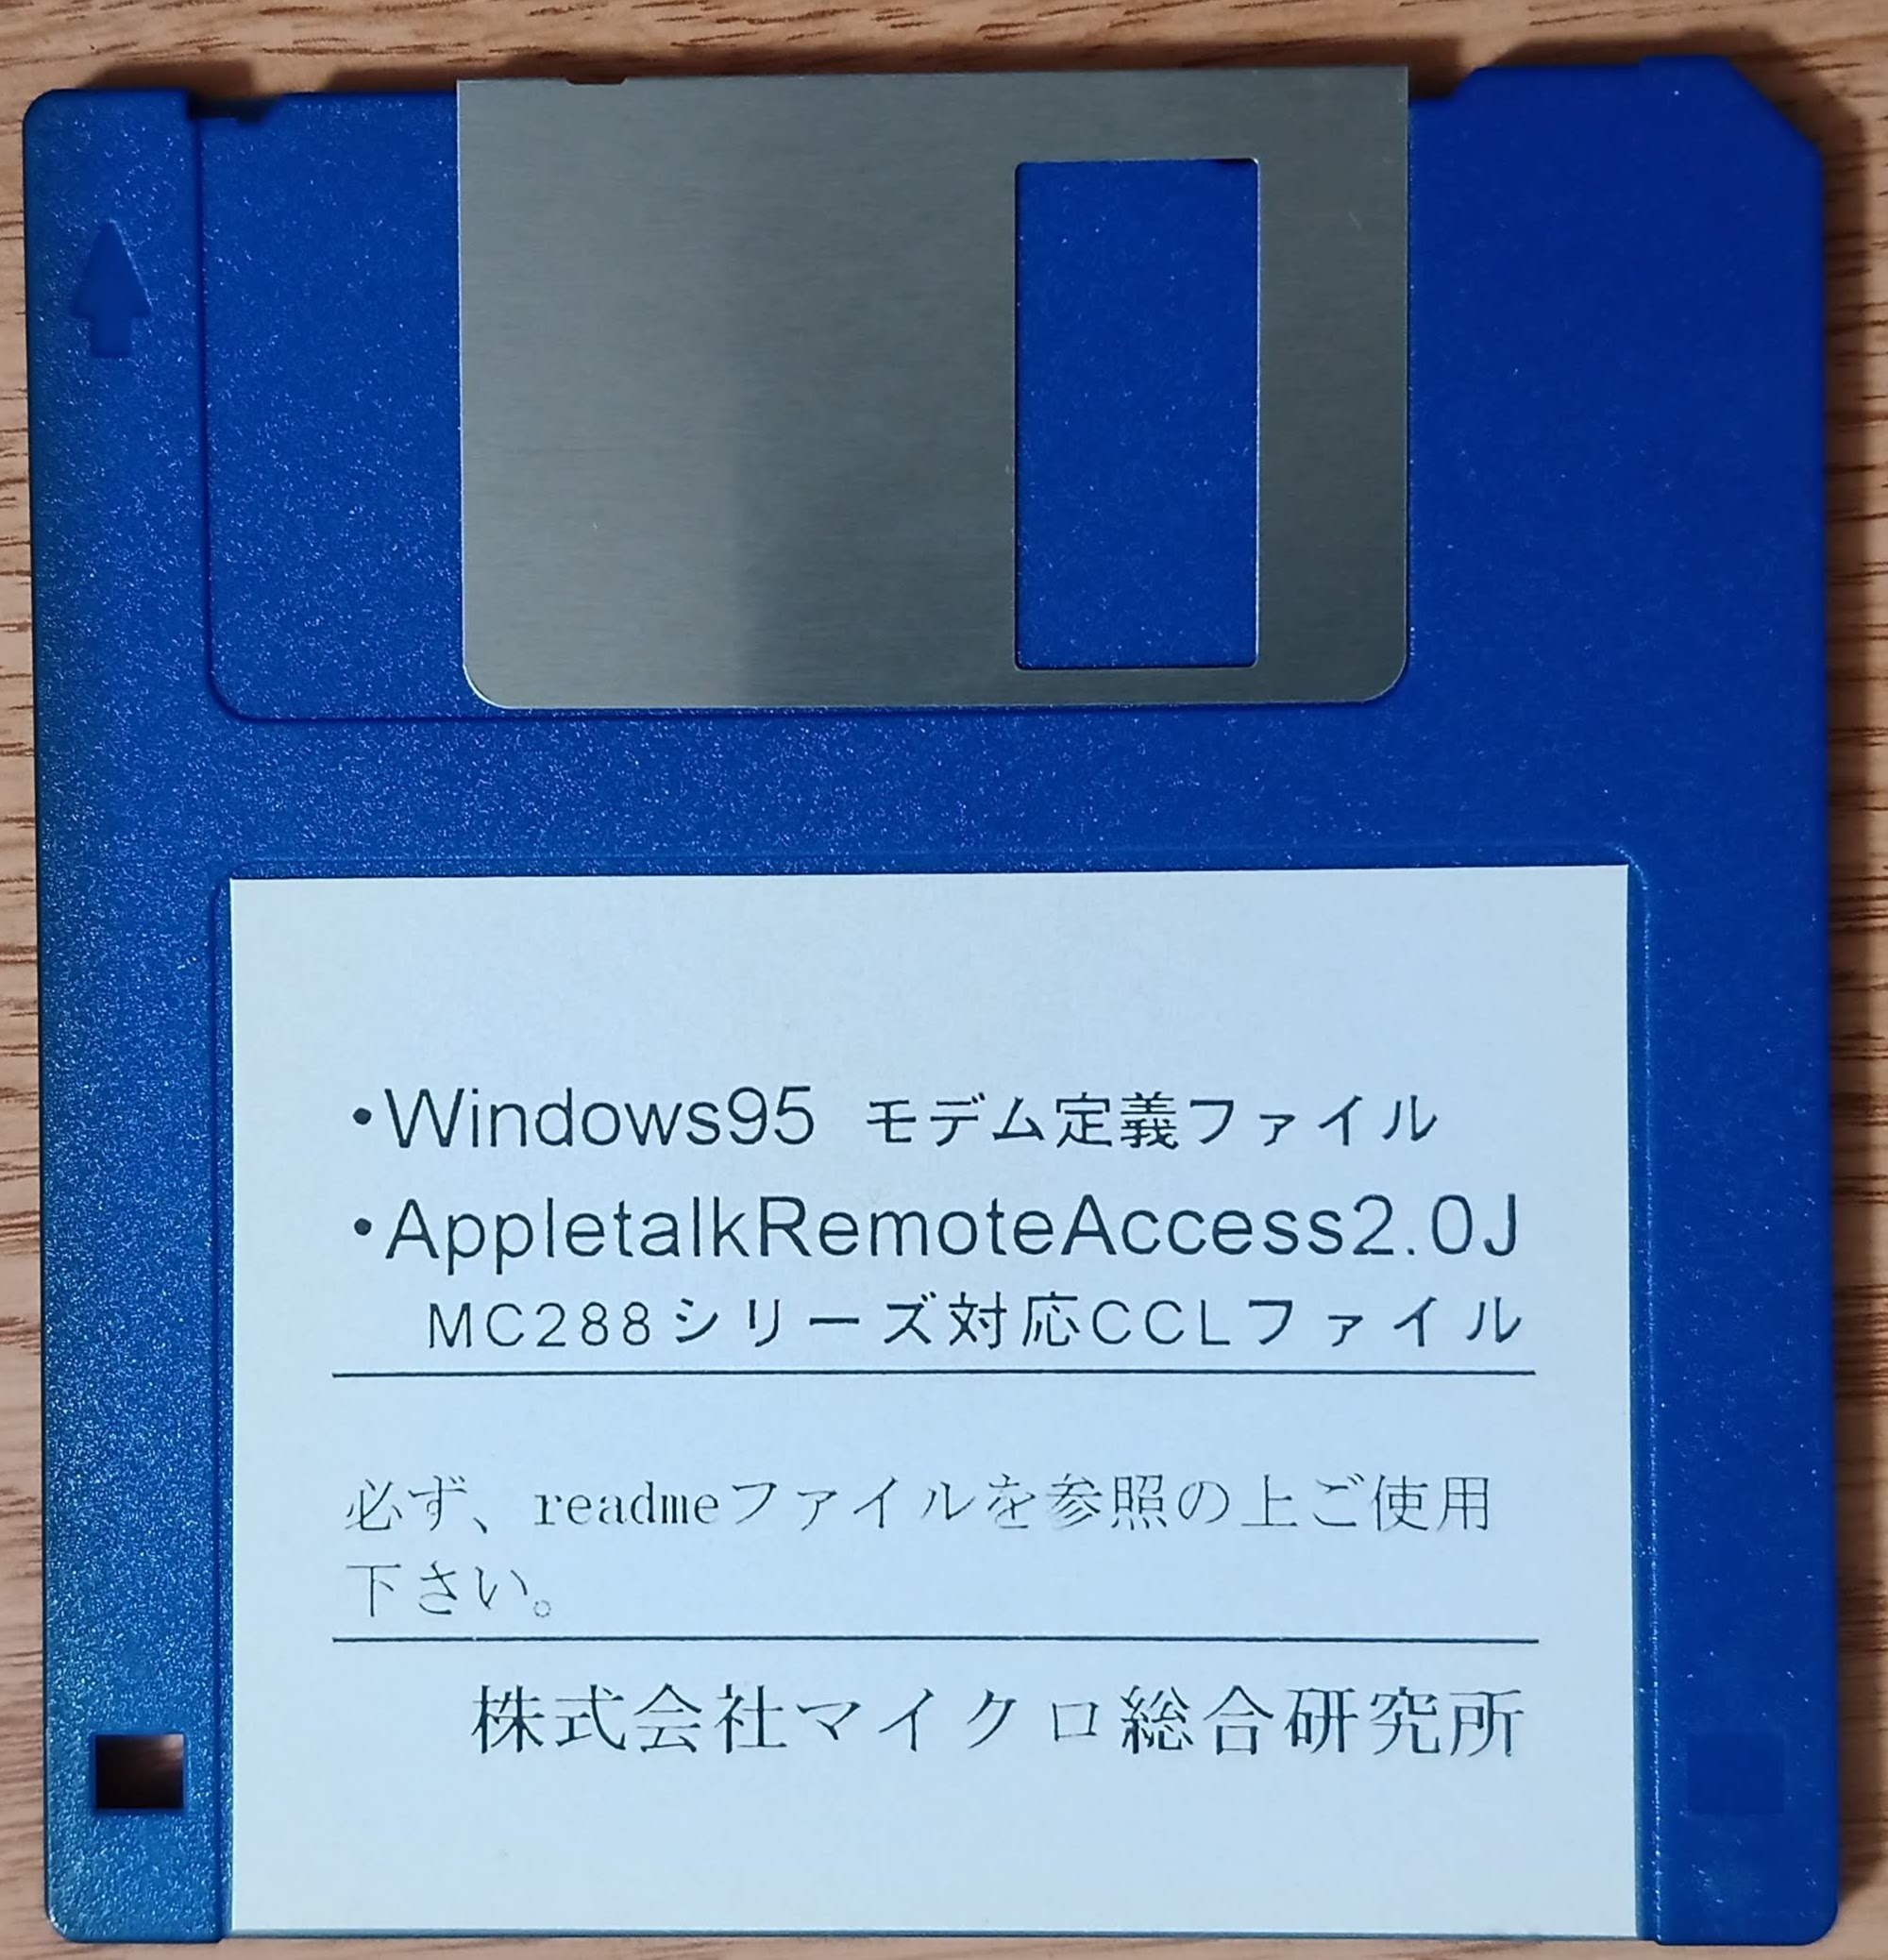 ・Windows95 モデム定義ファイル
・AppletalkRemoteAccess2.0J
MC288シリーズ対応CCLファイル
必ず、readmeファイルを参照の上ご使用
下さい。
株式会社マイクロ総合研究所